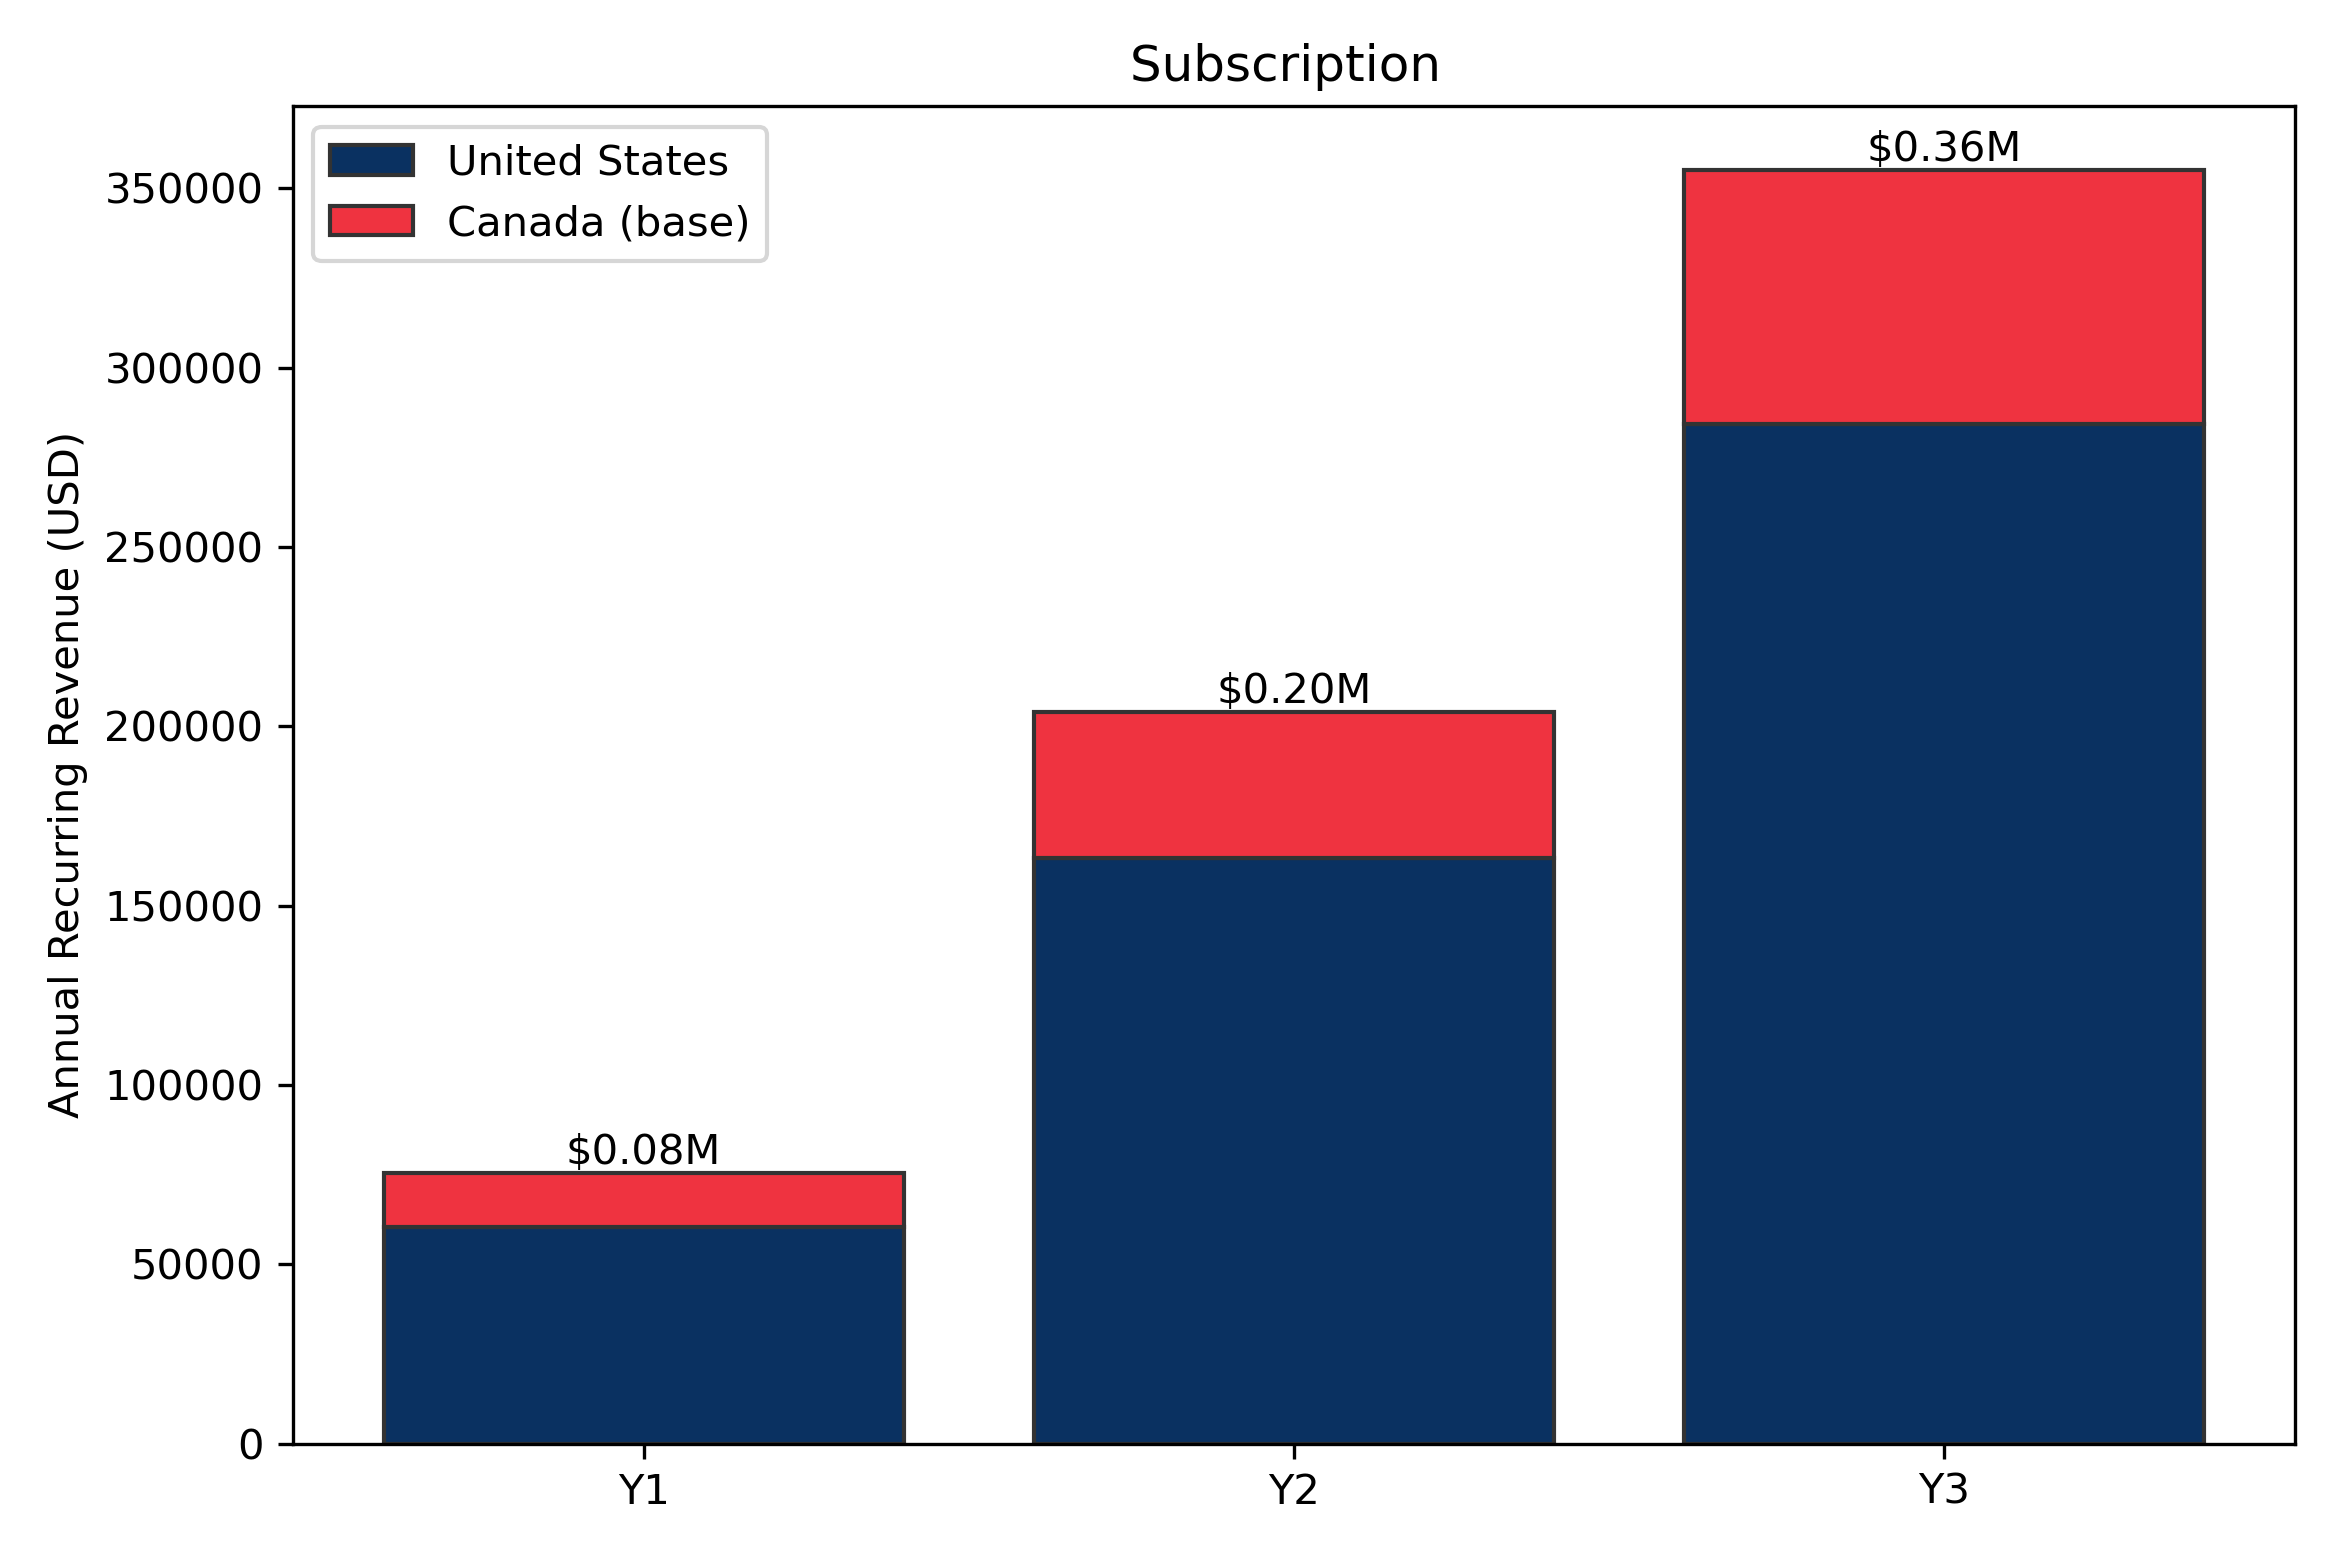 Subscription
United States
Canada (base)
Annual Recurring Revenue (USD)
350000
300000
250000
200000
150000
100000
50000
0
$0.08M
$0.20M
$0.36M
Y1
Y2
Y3